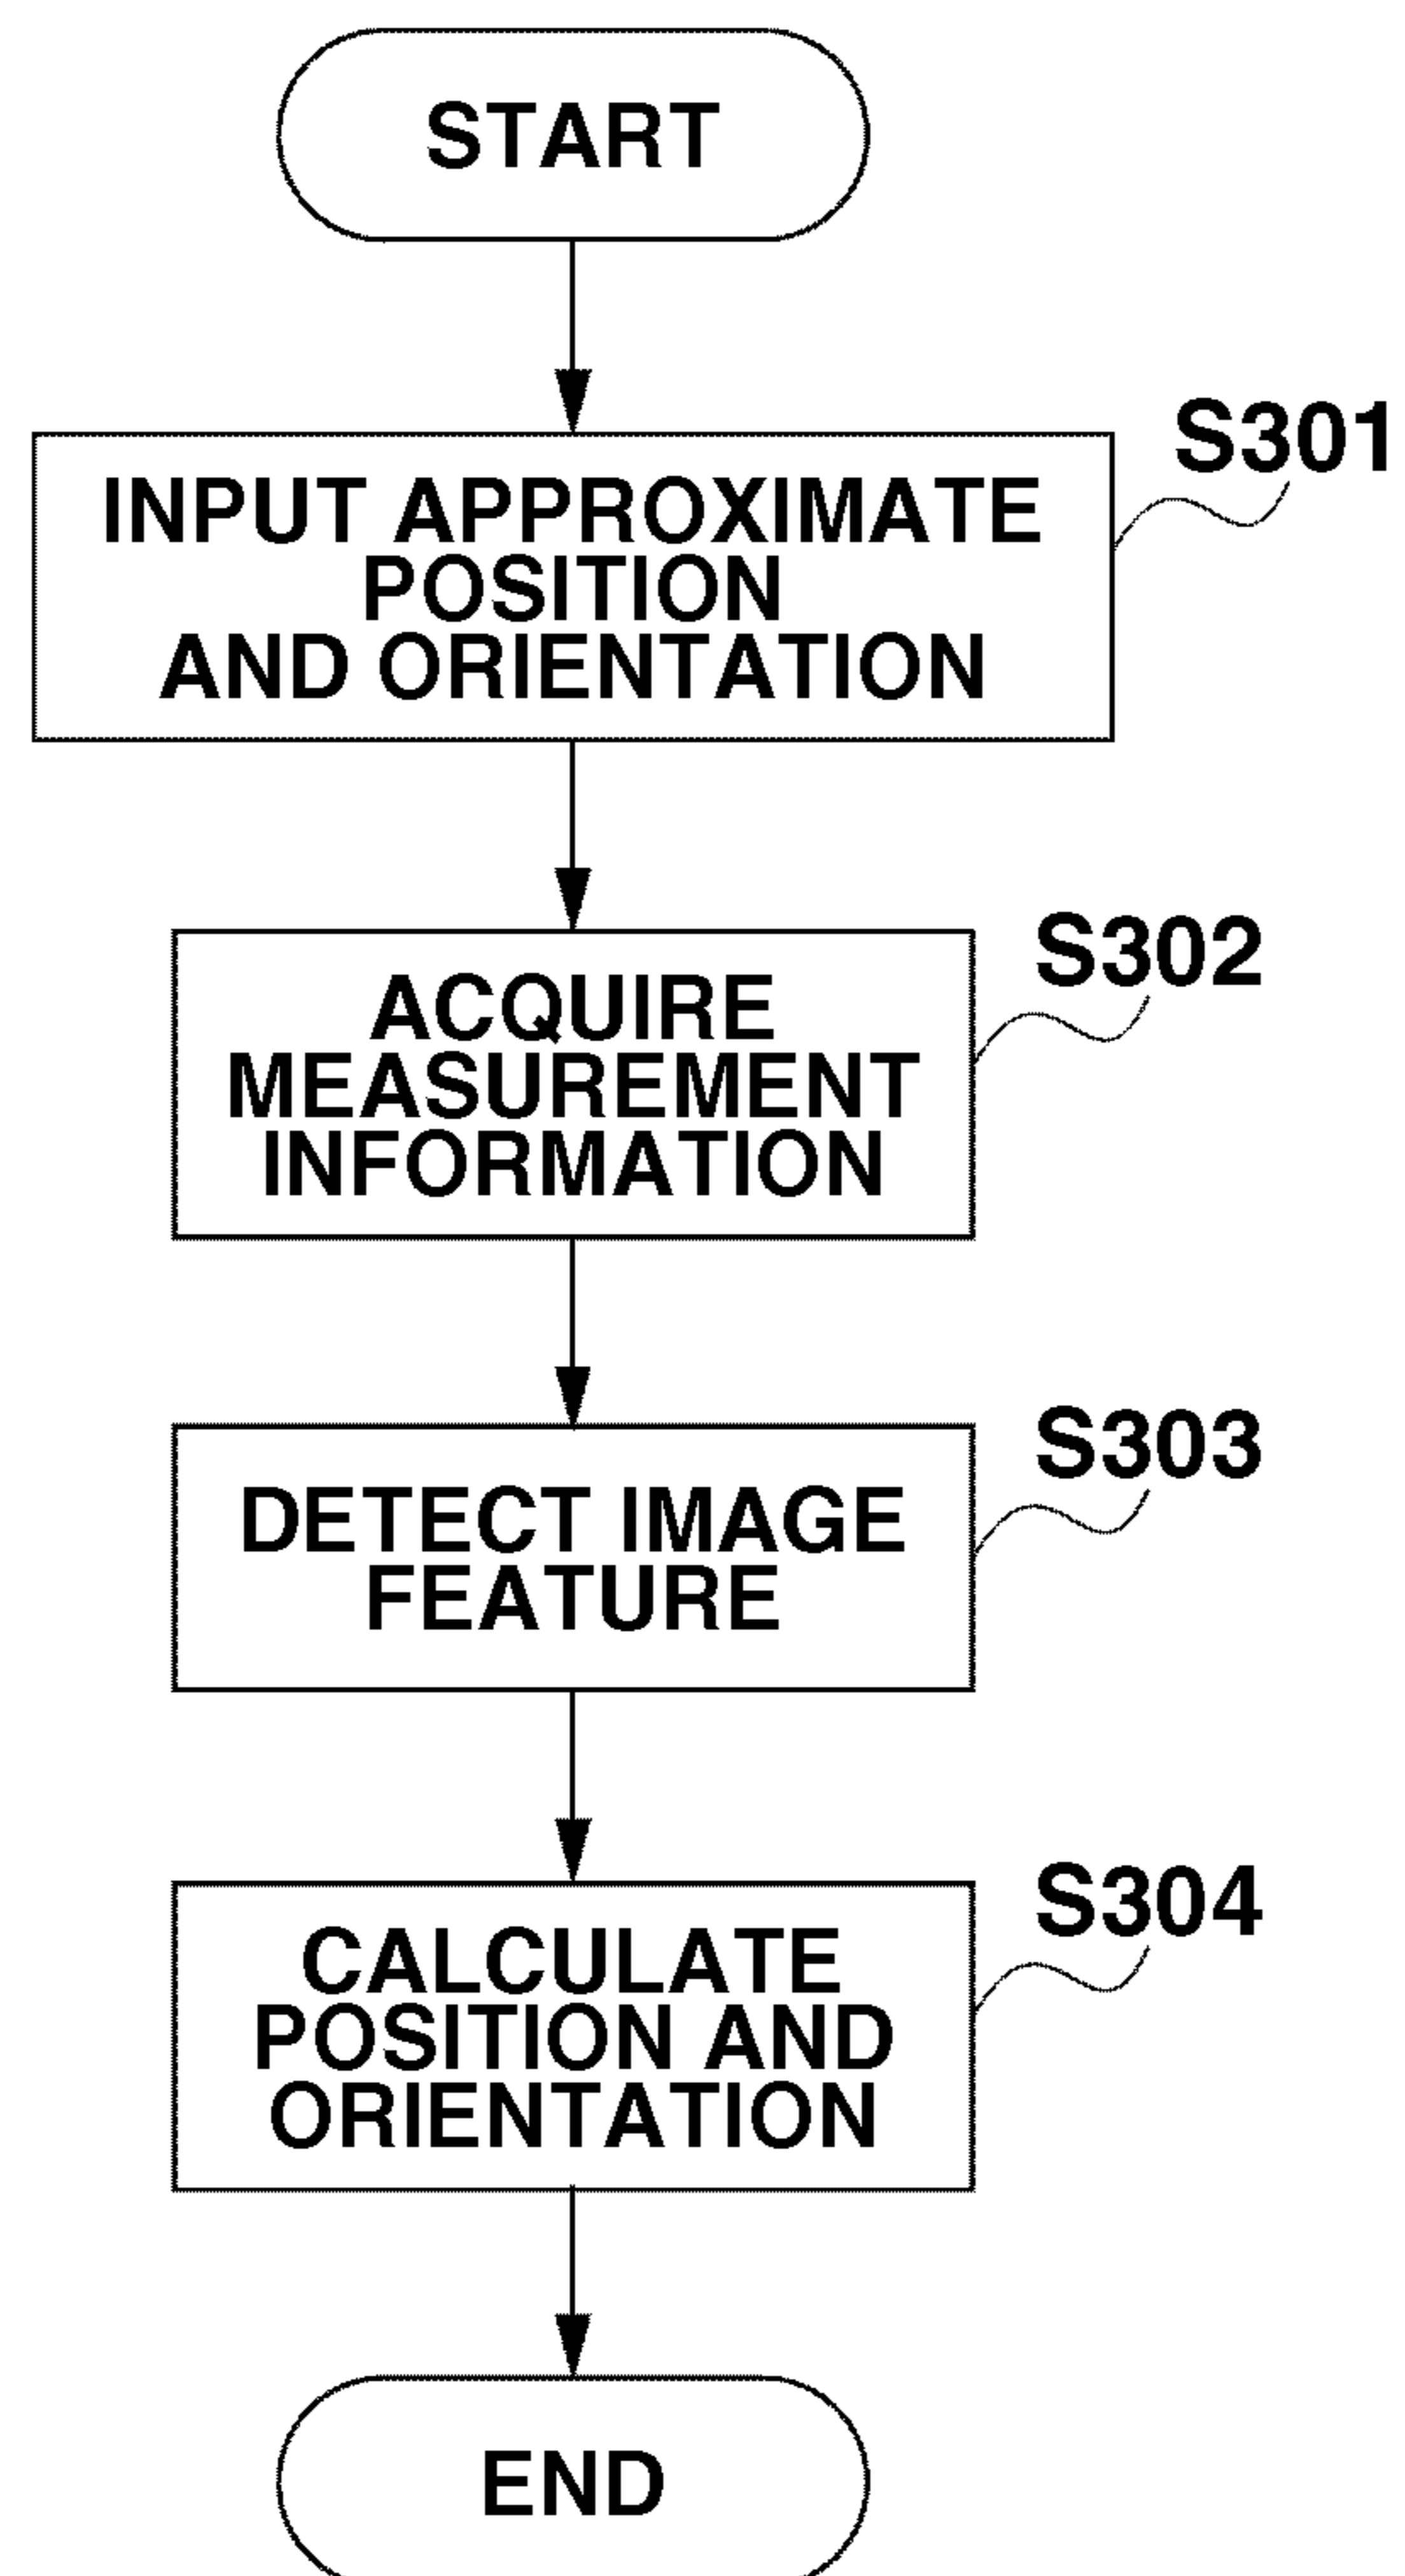 START
S301
INPUT APPROXIMATE
POSITION
AND ORIENTATION
S302
ACQUIRE
MEASUREMENT
INFORMATION
S303
DETECT IMAGE
FEATURE
S304
CALCULATE
POSITION AND
ORIENTATION
END